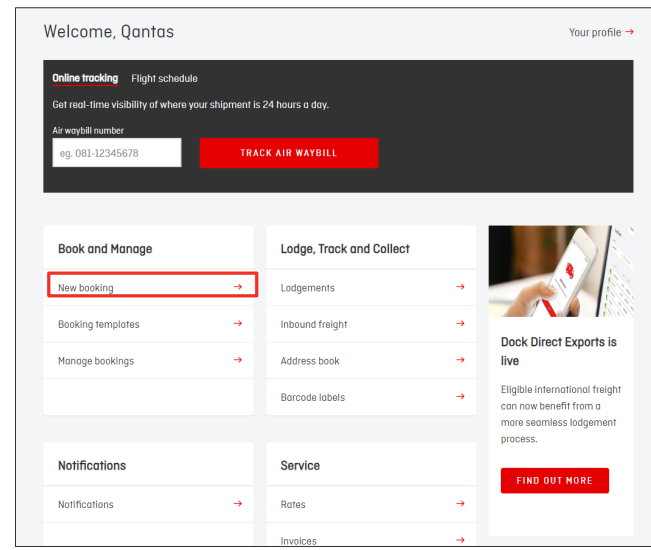 Welcome, Qantas
Your profile →
Online tracking Flight schedule
Get real-time visibility of where your shipment is 24 hours a day.
Air waybill number
eg. 081-12345678
TRACK AIR WAYBILL
Book and Manage
New booking →
Booking templates →
Manage bookings →
Lodge, Track and Collect
Lodgements →
Inbound freight →
Address book →
Barcode labels →
Dock Direct Exports is
live
Eligible international freight
can now benefit from a
more seamless lodgement
process.
FIND OUT MORE
Notifications
Notifications →
Service
Rates →
Invoices →